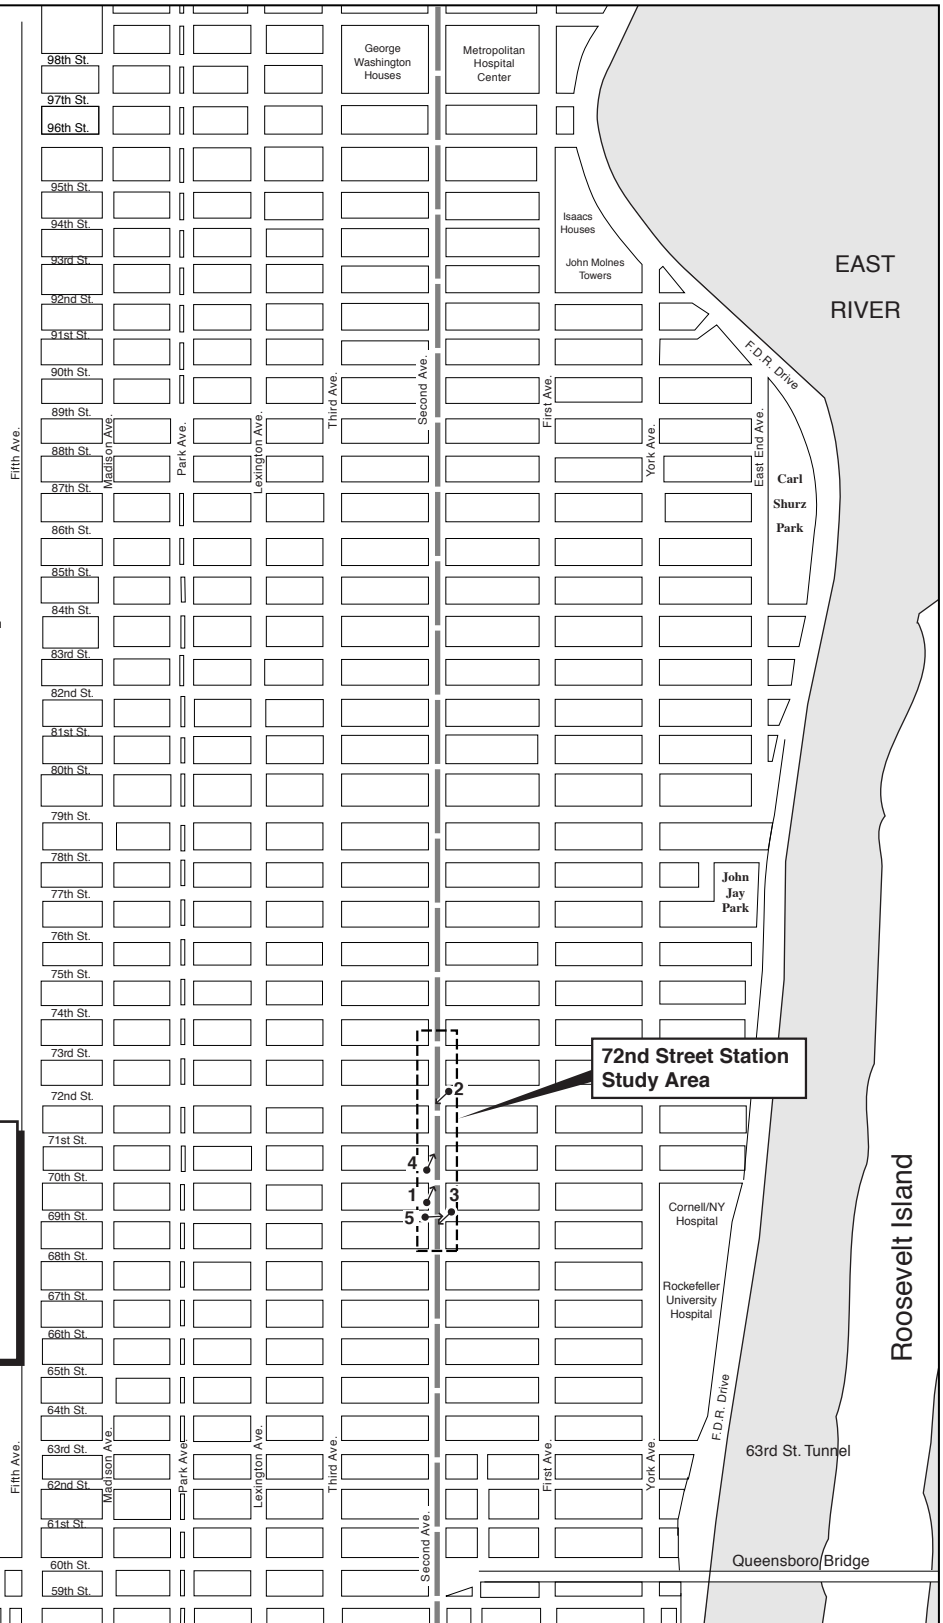 98th St.
George
Washington
Houses
Metropolitan
Hospital
Center
97th St.
96th St.
95th St.
94th St.
Isaacs
Houses
93rd St.
John Molnes
Towers
EAST
RIVER
92nd St.
91st St.
90th St.
F.D.R. Drive
89th St.
88th St.
87th St.
Fifth Ave.
Madison Ave.
Park Ave.
Lexington Ave.
Third Ave.
Second Ave.
First Ave.
York Ave.
East End Ave.
Carl
Shurz
Park
86th St.
85th St.
84th St.
83rd St.
82nd St.
81st St.
80th St.
79th St.
78th St.
77th St.
John
Jay
Park
76th St.
75th St.
74th St.
73rd St.
72nd Street Station
Study Area
72nd St.
2
71st St.
4
70th St.
1
3
69th St.
5
Cornell/NY
Hospital
68th St.
67th St.
Rockefeller
University
Hospital
66th St.
Roosevelt Island
65th St.
64th St.
F.D.R. Drive
63rd St.
63rd St. Tunnel
62nd St.
Fifth Ave.
Madison Ave.
Park Ave.
Lexington Ave.
Third Ave.
Second Ave.
First Ave.
York Ave.
61st St.
60th St.
Queensboro Bridge
59th St.